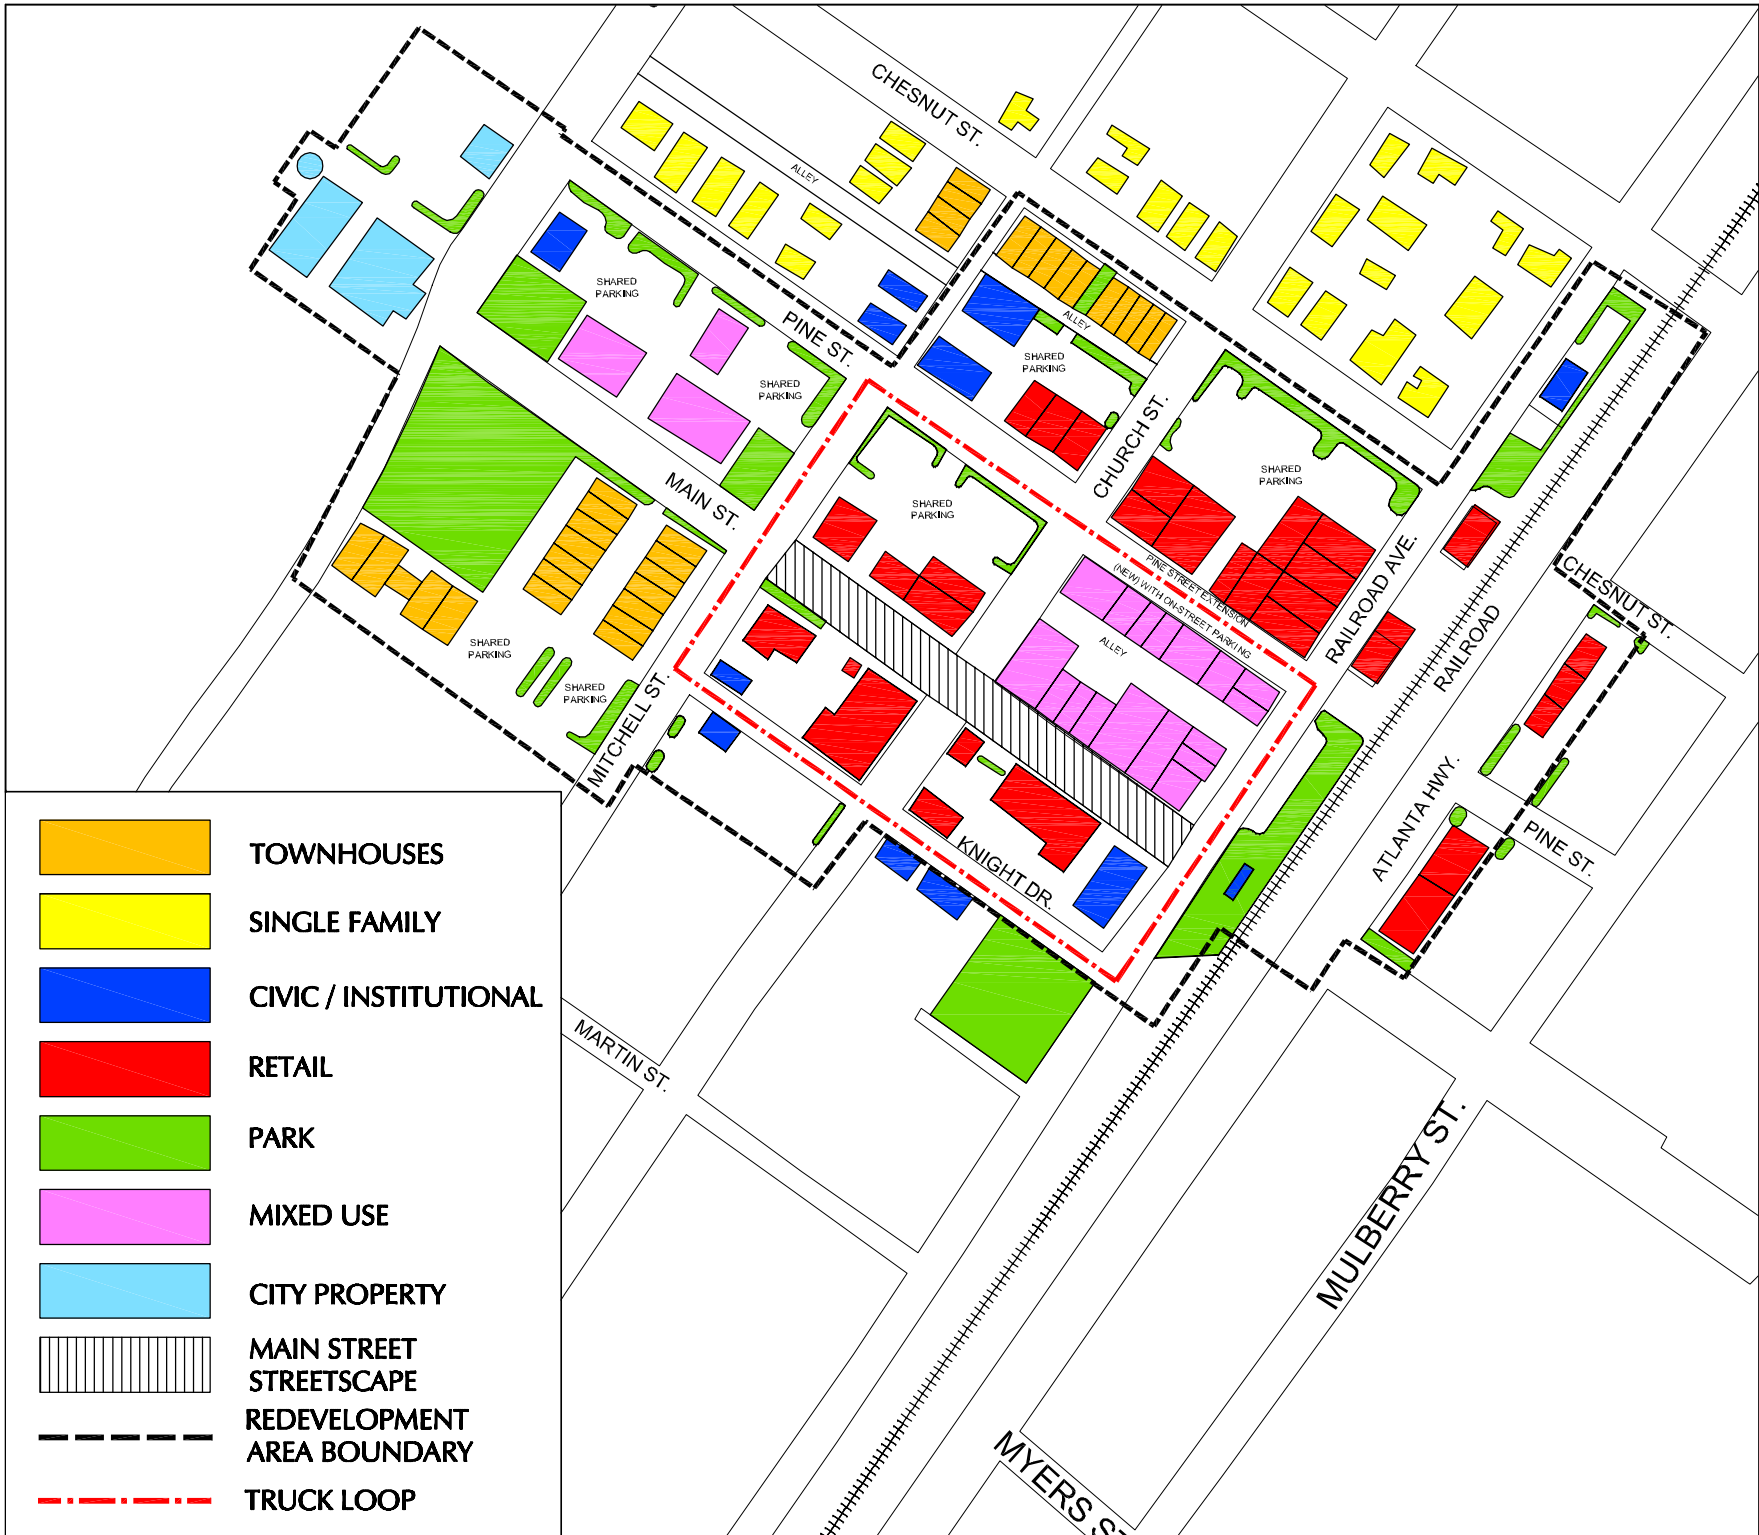 CHESNUT ST.
ALLEY
SHARED
PARKING
PINE ST.
ALLEY
SHARED
PARKING
SHARED
PARKING
CHURCH ST.
SHARED
PARKING
MAIN ST.
SHARED
PARKING
PINE STREET EXTENSION
(NEW) WITH ON-STREET PARKING
ALLEY
RAILROAD AVE.
RAILROAD
CHESNUT ST.
SHARED
PARKING
SHARED
PARKING
MITCHELL ST.
ATLANTA HWY.
PINE ST.
KNIGHT DR.
MARTIN ST.
MULBERRY ST.
MYERS ST
TOWNHOUSES
SINGLE FAMILY
CIVIC / INSTITUTIONAL
RETAIL
PARK
MIXED USE
CITY PROPERTY
MAIN STREET
STREETSCAPE
REDEVELOPMENT
AREA BOUNDARY
TRUCK LOOP